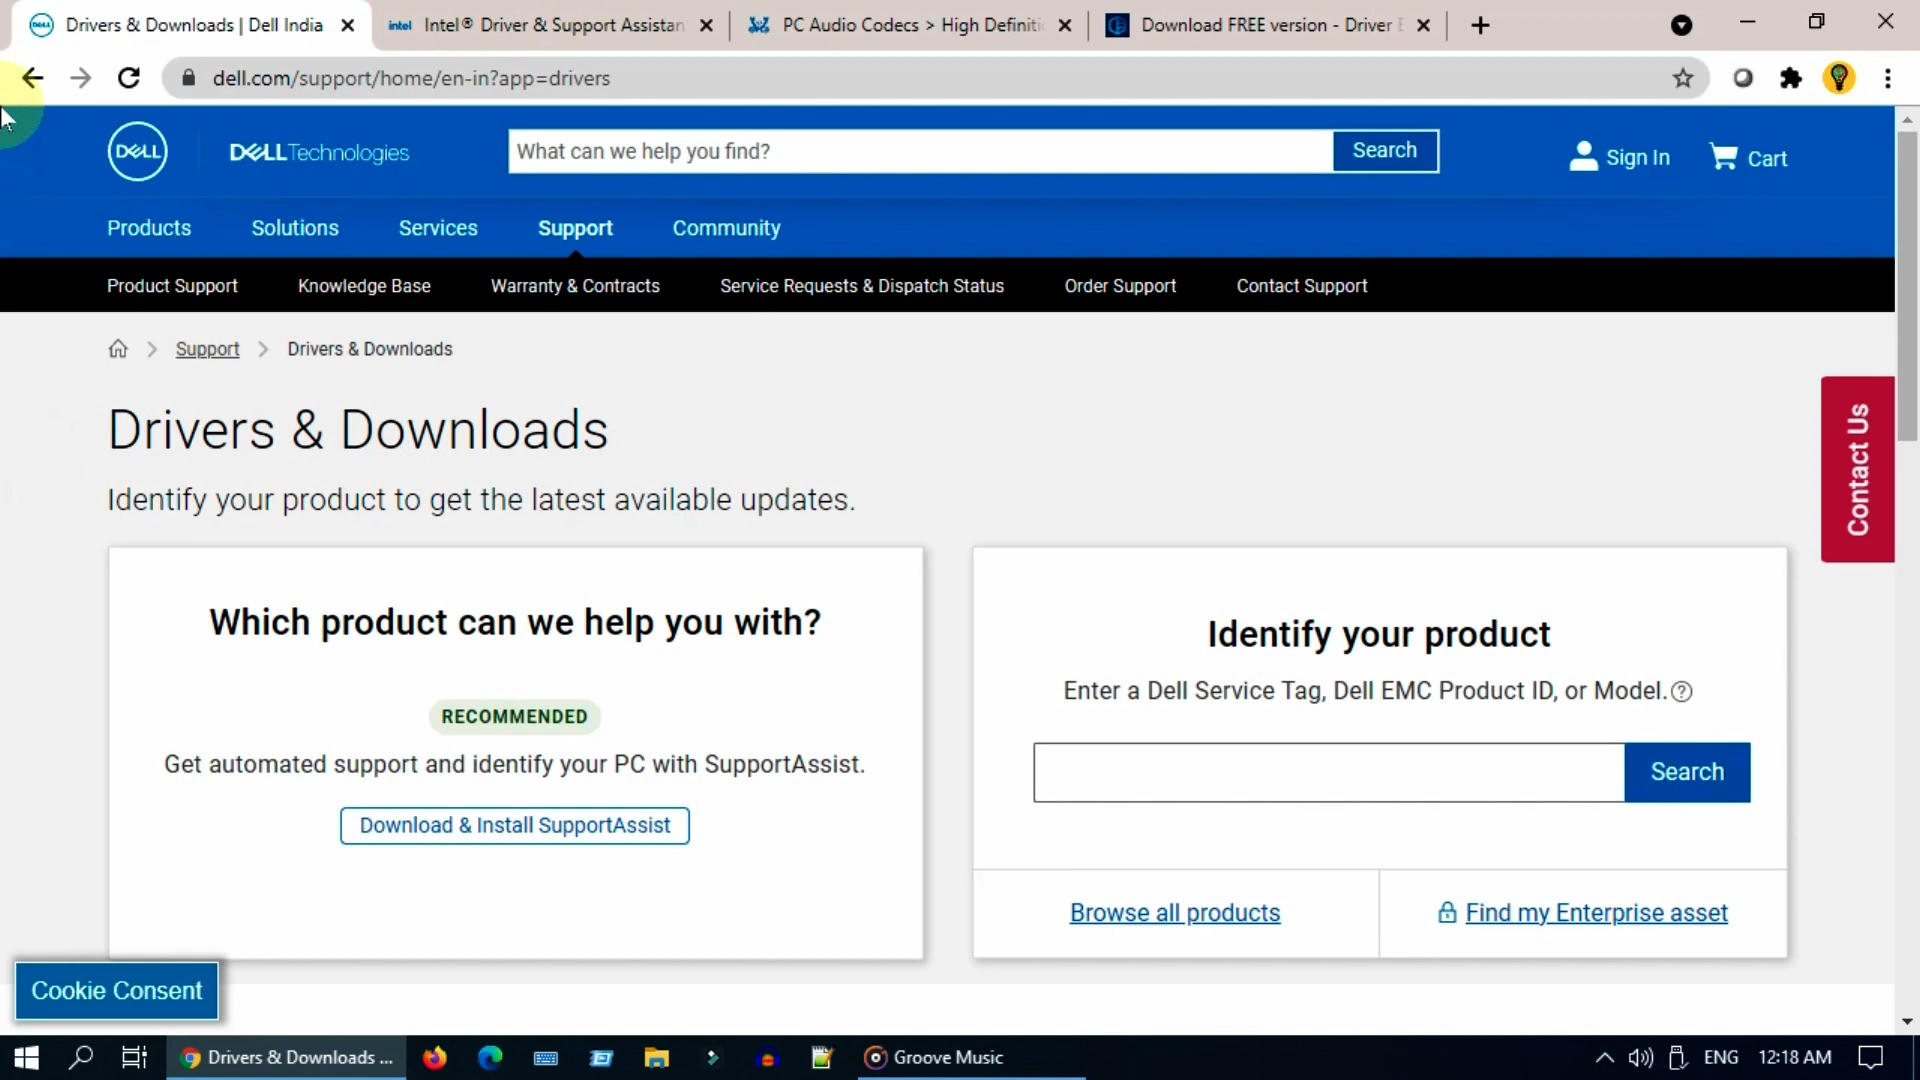 Drivers & Downloads | Dell India
intel Intel® Driver & Support Assistan
PC Audio Codecs > High Definiti
Download FREE version - Driver
dell.com/support/home/en-in?app=drivers
DELL
DELLTechnologies
What can we help you find?
Search
Sign In
Cart
Products
Solutions
Services
Support
Community
Product Support
Knowledge Base
Warranty & Contracts
Service Requests & Dispatch Status
Order Support
Contact Support
Support
Drivers & Downloads
Drivers & Downloads
Identify your product to get the latest available updates.
Contact Us
Which product can we help you with?
RECOMMENDED
Get automated support and identify your PC with SupportAssist.
Download & Install SupportAssist
Identify your product
Enter a Dell Service Tag, Dell EMC Product ID, or Model.
Search
Browse all products
Find my Enterprise asset
Cookie Consent
Drivers & Downloads ...
Groove Music
ENG
12:18 AM